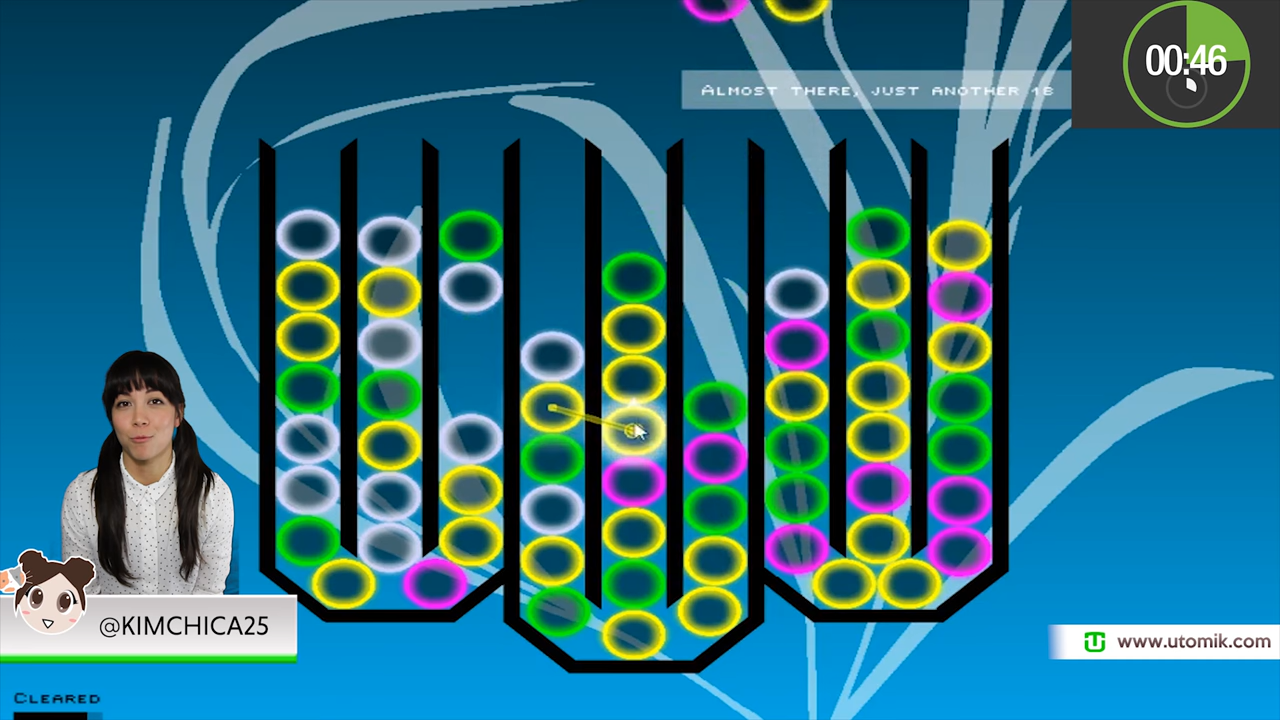 00:46
ALMOST THERE, JUST ANOTHER 18
@KIMCHICA25
www.utomik.com
CLEARED